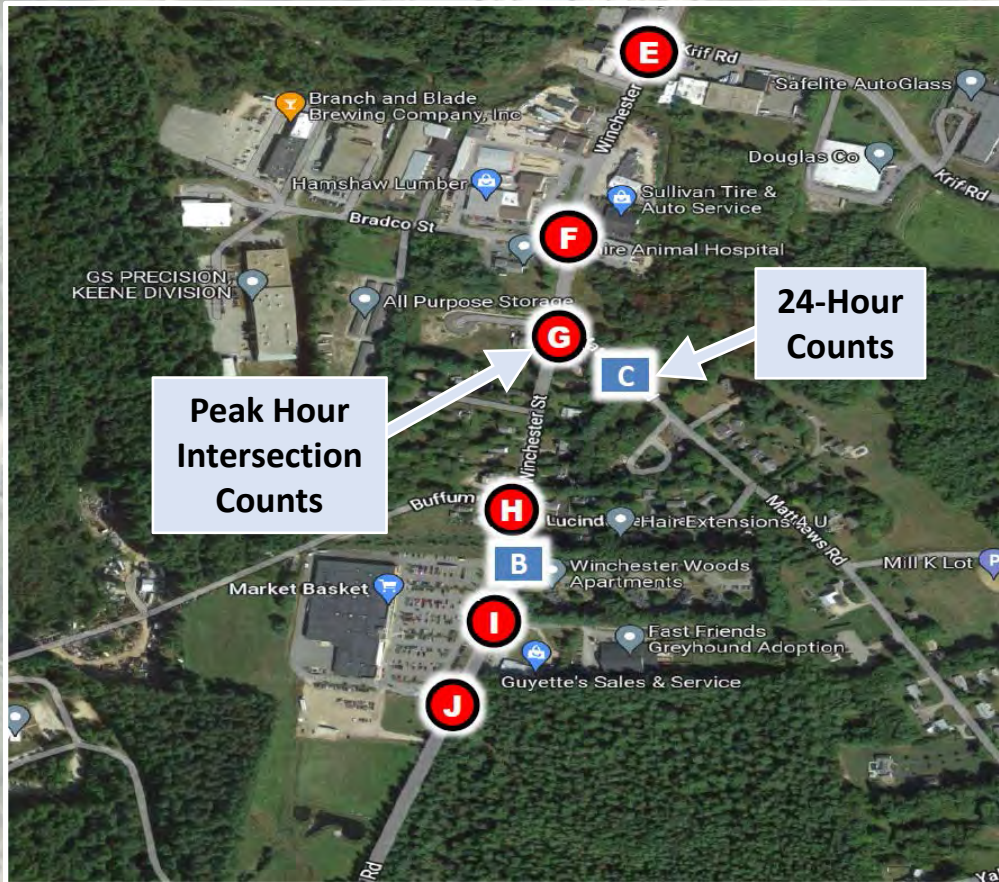 E
Krif Rd
Safelite AutoGlass
Branch and Blade
Brewing Company, Inc
Winchester
Douglas Co
Krif Rd
Hamshaw Lumber
Sullivan Tire &
Auto Service
Bradco St
F
Animal Hospital
GS PRECISION,
KEENE DIVISION
All Purpose Storage
24-Hour
Counts
G
C
Peak Hour
Intersection
Counts
Winchester St
Buffum
H
Lucind
Hair Extensions 4 U
Matthews Rd
B
Winchester Woods
Apartments
Mill K Lot
P
Market Basket
I
Fast Friends
Greyhound Adoption
Guyette's Sales & Service
J
Rd